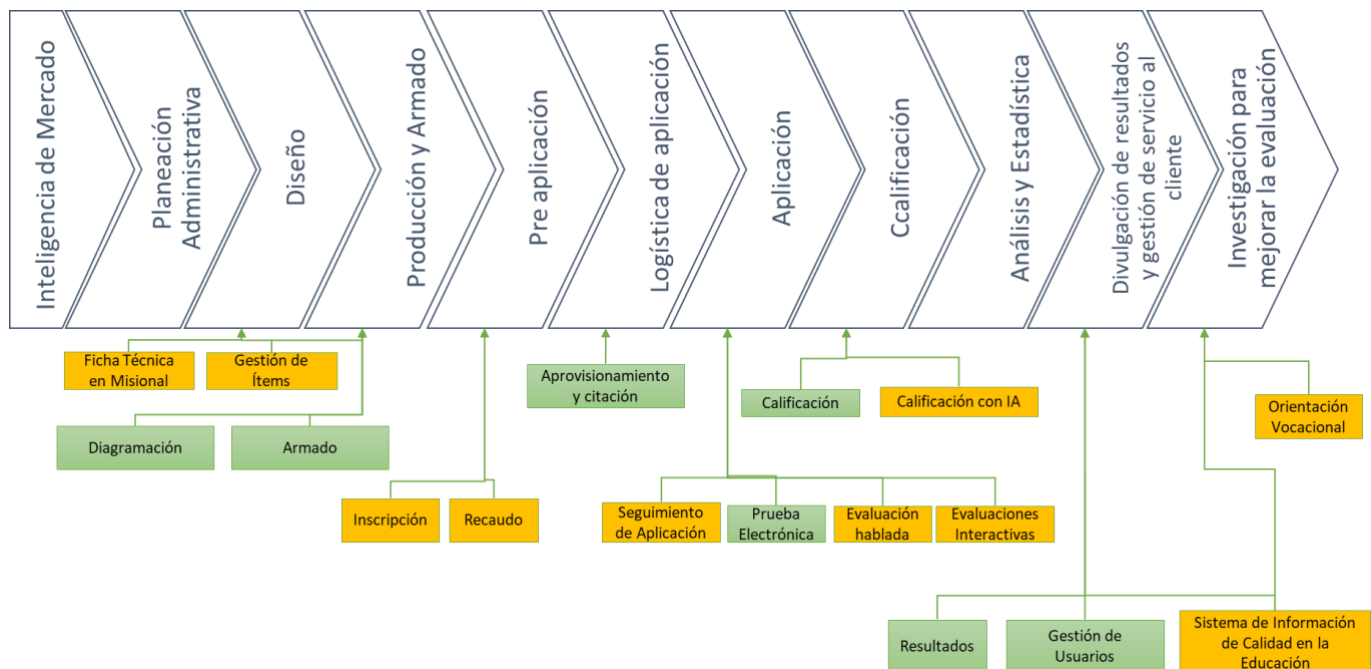 Inteligencia de Mercado
Planeación
Administrativa
Diseño
Producción y Armado
Pre aplicación
Logística de aplicación
Aplicación
Ccalificación
Análisis y Estadística
Divulgación de resultados
y gestión de servicio al
cliente
Investigación para
mejorar la evaluación
Ficha Técnica
en Misional
Gestión de
Ítems
Aprovisionamiento
y citación
Calificación
Calificación con IA
Orientación
Vocacional
Diagramación
Armado
Inscripción
Recaudo
Seguimiento
de Aplicación
Prueba
Electrónica
Evaluación
hablada
Evaluaciones
Interactivas
Resultados
Gestión de
Usuarios
Sistema de Información
de Calidad en la
Educación